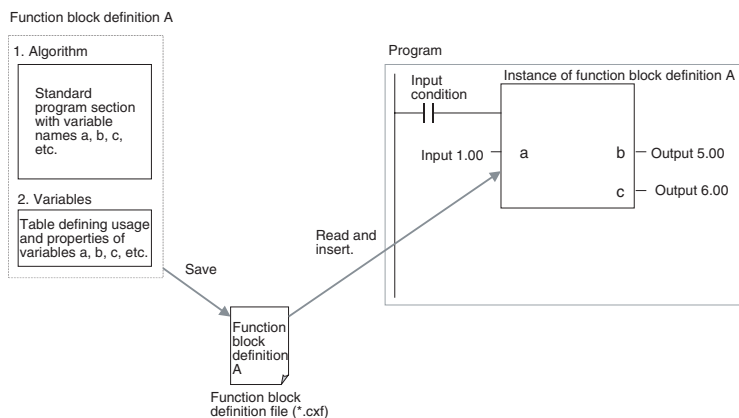 Function block definition A
1. Algorithm
Standard
program section
with variable
names a, b, c,
etc.
2. Variables
Table defining usage
and properties of
variables a, b, c, etc.
Save
Function
block
definition
A
Function block
definition file (*.cxf)
Read and
insert.
Program
Input
condition
Instance of function block definition A
Input 1.00
a
b
Output 5.00
c
Output 6.00